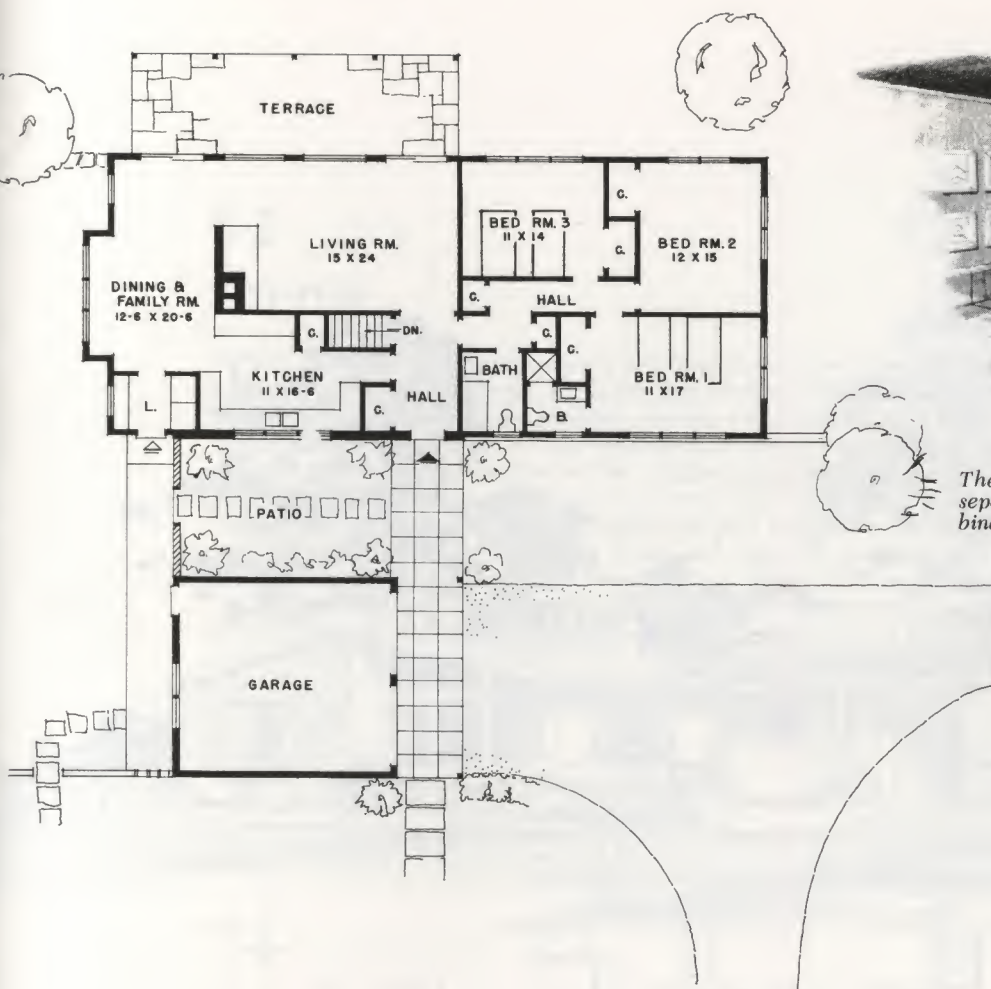 TERRACE
LIVING RM.
15 X 24
BED RM. 3
11 X 14
C.
C.
BED RM. 2
12 X 15
DINING &
FAMILY RM.
12-6 X 20-6
C.
HALL
C.
DN.
C.
C.
KITCHEN
11 X 16-6
BATH
BED RM. 1
11 X 17
L.
C.
HALL
B.
PATIO
GARAGE
The
sep
bin